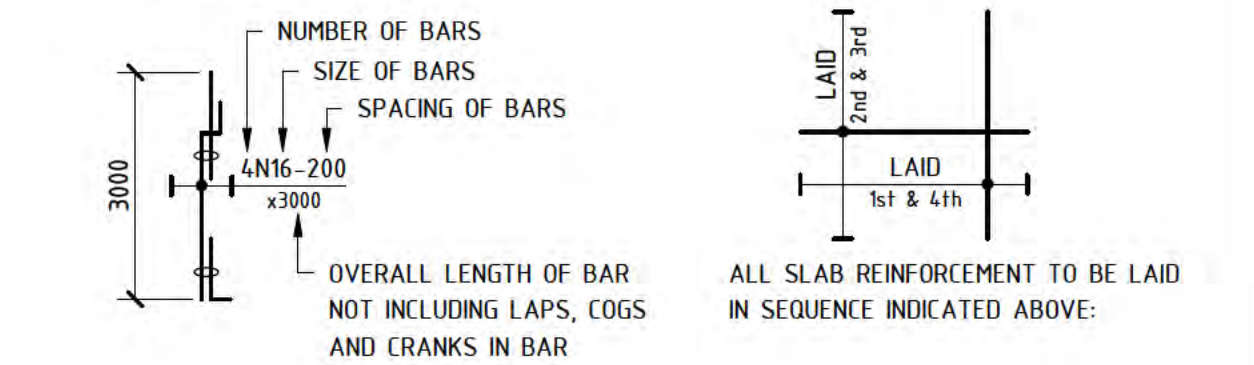 NUMBER OF BARS
SIZE OF BARS
SPACING OF BARS
3000
4N16-200
x3000
OVERALL LENGTH OF BAR
NOT INCLUDING LAPS, COGS
AND CRANKS IN BAR
LAID
2nd & 3rd
LAID
1st & 4th
ALL SLAB REINFORCEMENT TO BE LAID
IN SEQUENCE INDICATED ABOVE: